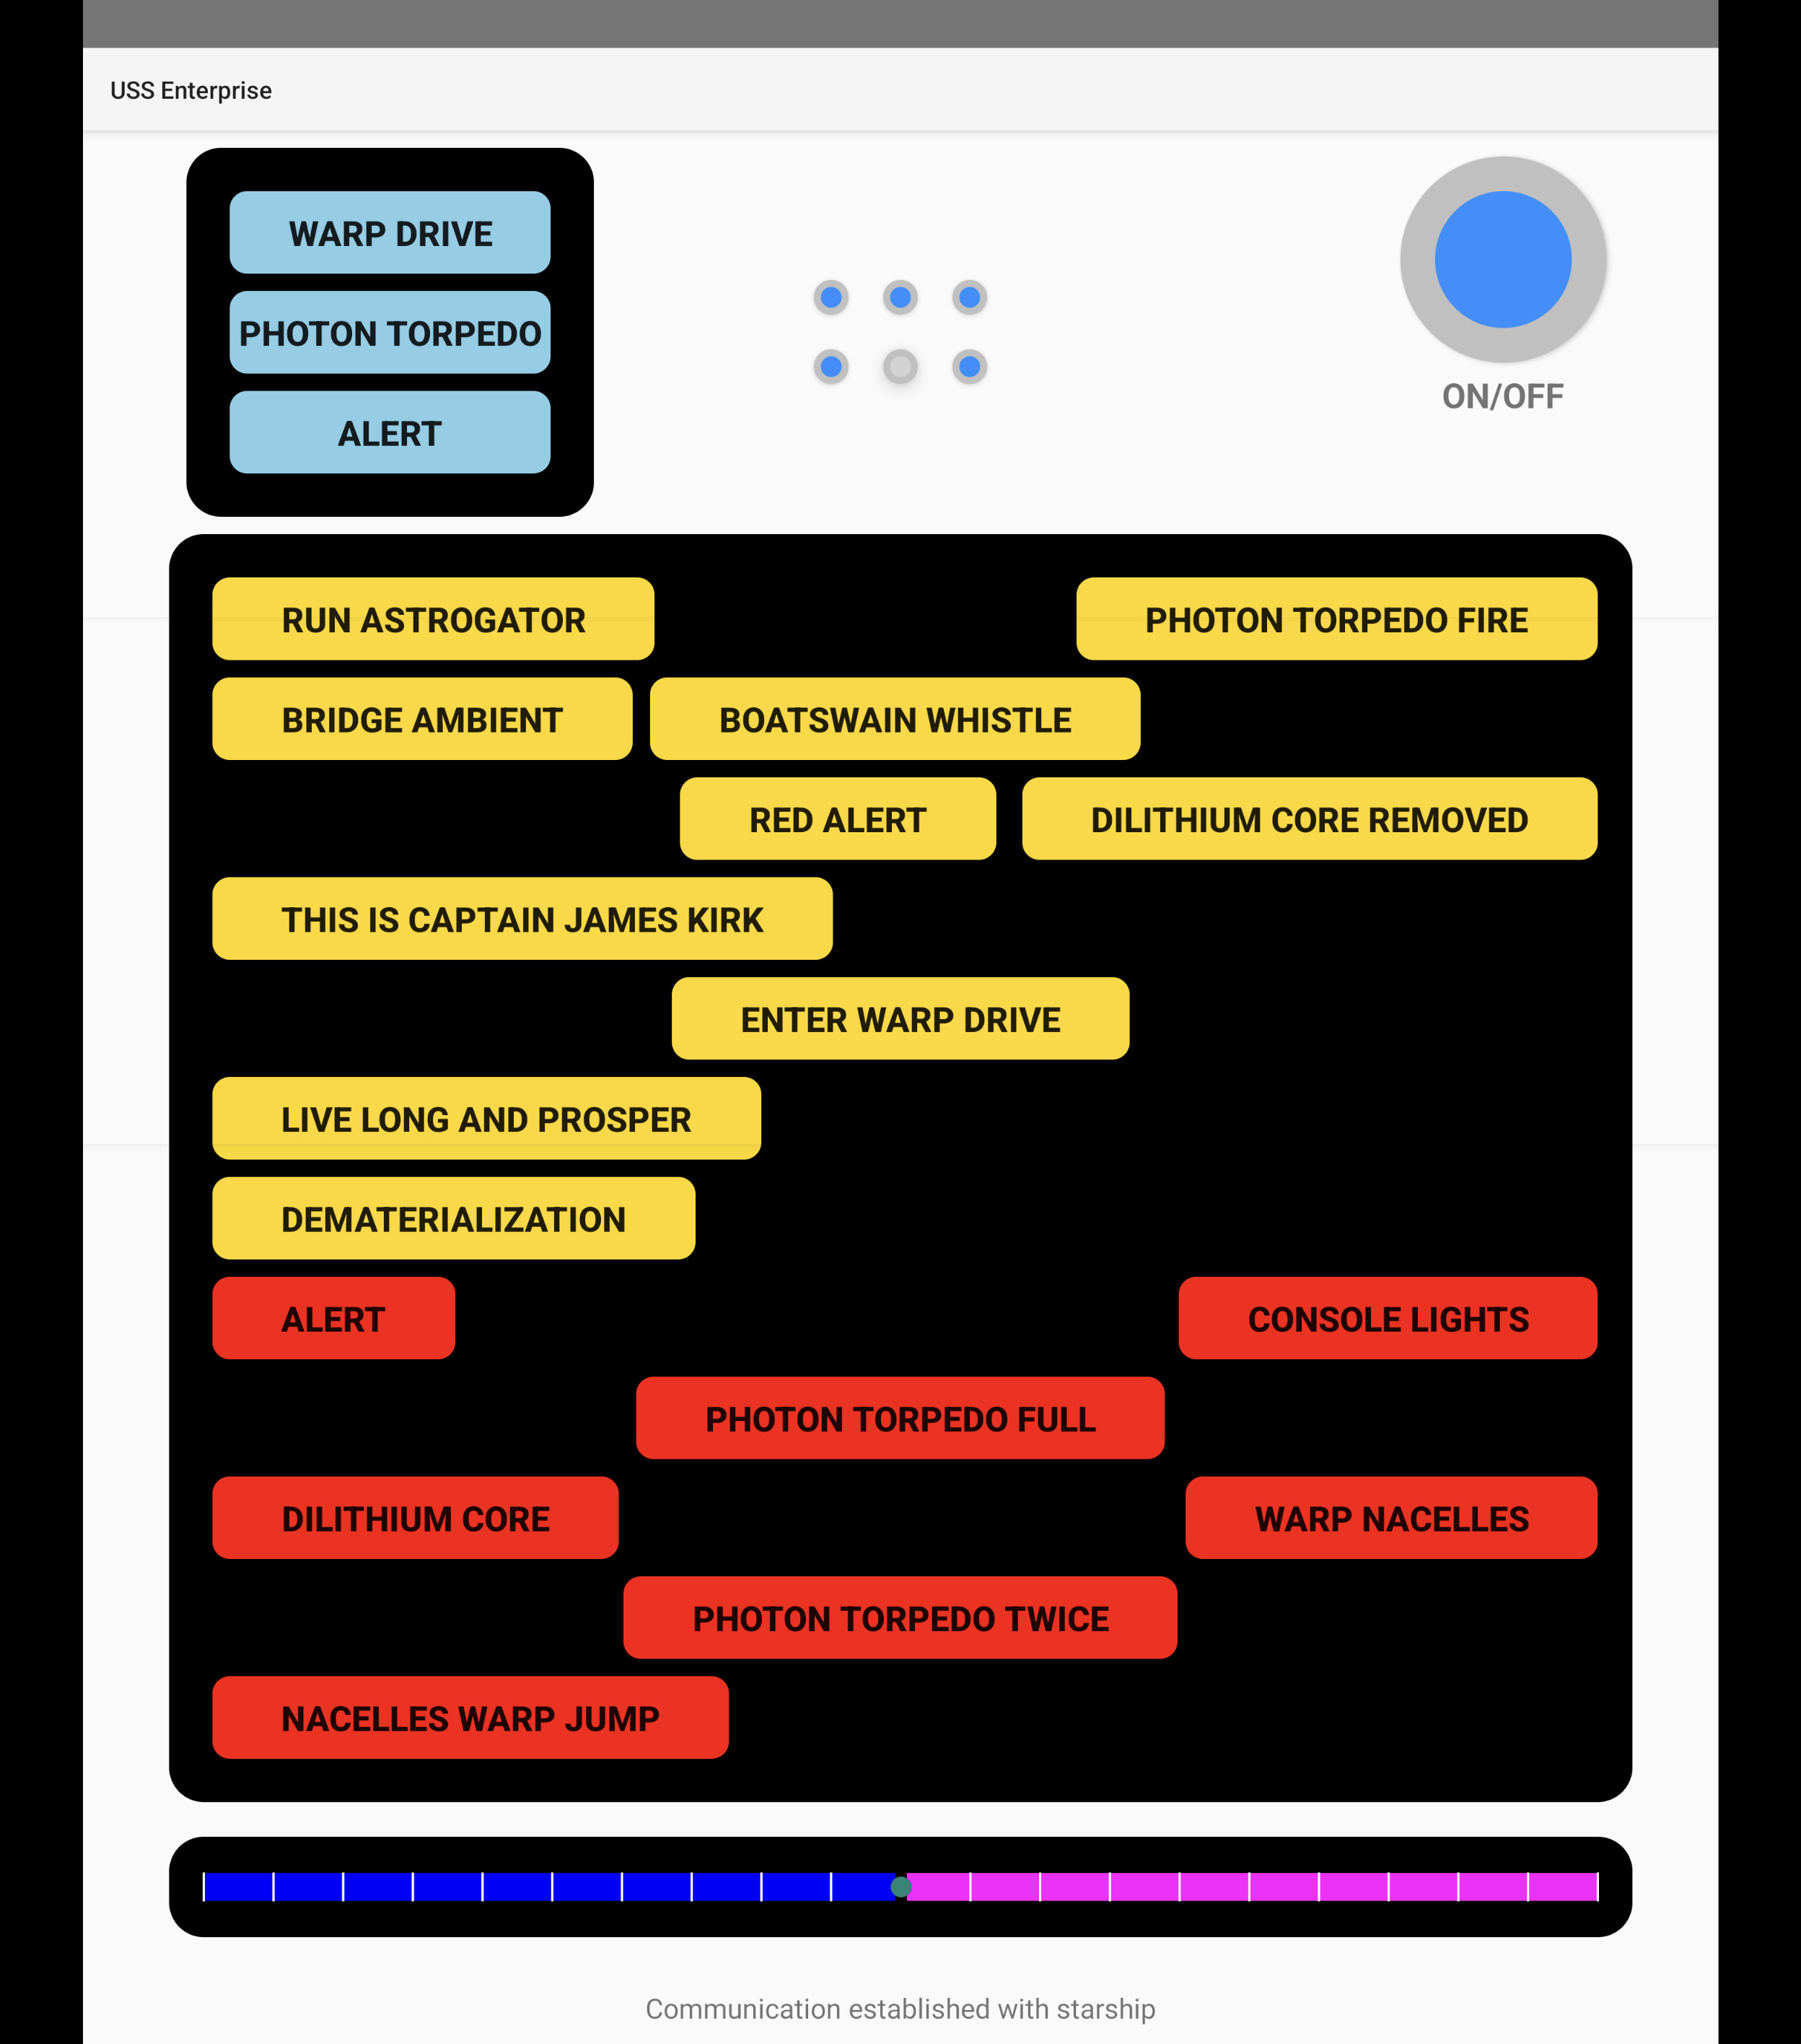 USS Enterprise
WARP DRIVE
PHOTON TORPEDO
ALERT
ON/OFF
RUN ASTROGATOR
PHOTON TORPEDO FIRE
BRIDGE AMBIENT
BOATSWAIN WHISTLE
RED ALERT
DILITHIUM CORE REMOVED
THIS IS CAPTAIN JAMES KIRK
ENTER WARP DRIVE
LIVE LONG AND PROSPER
DEMATERIALIZATION
ALERT
CONSOLE LIGHTS
PHOTON TORPEDO FULL
DILITHIUM CORE
WARP NACELLES
PHOTON TORPEDO TWICE
NACELLES WARP JUMP
Communication established with starship